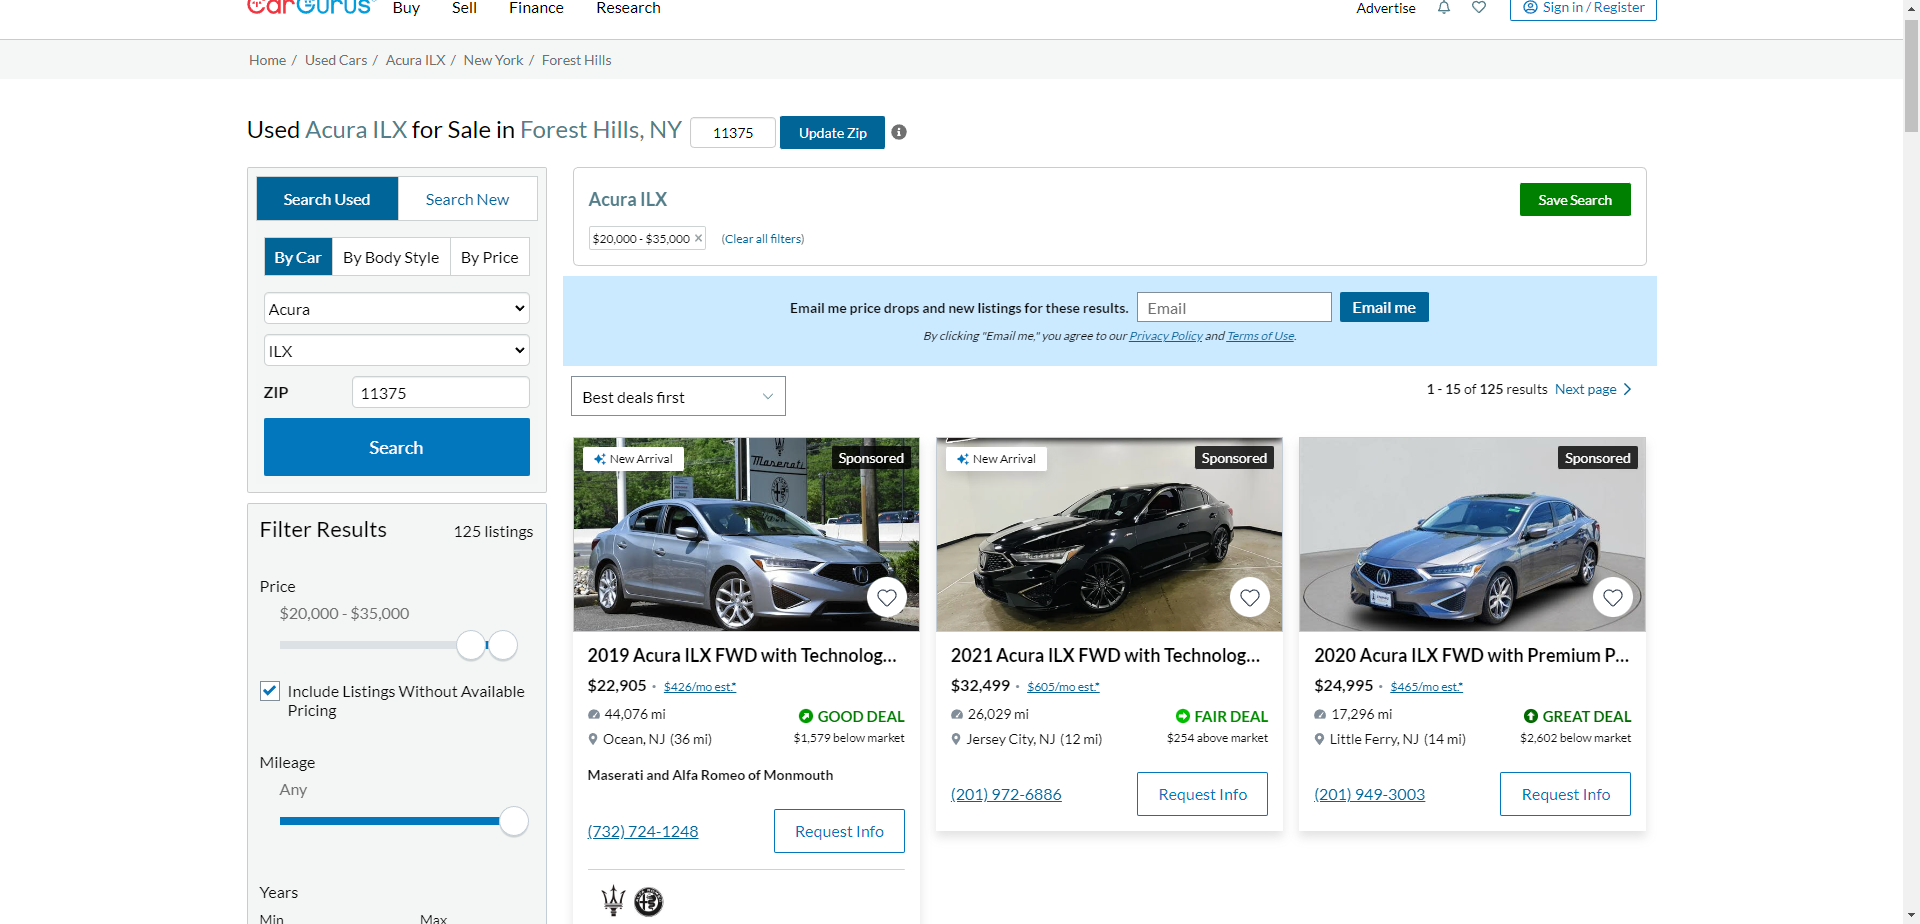 CarGurus
Buy
Sell
Finance
Research
Advertise
Sign in / Register
Home / Used Cars / Acura ILX / New York / Forest Hills
Used Acura ILX for Sale in Forest Hills, NY
11375
Update Zip
Search Used
Search New
By Car
By Body Style
By Price
Acura
ILX
ZIP
11375
Search
Filter Results
125 listings
Price
$20,000 - $35,000
Include Listings Without Available
Pricing
Mileage
Any
Years
Min
Max
Acura ILX
Save Search
$20,000 - $35,000 ×
(Clear all filters)
Email me price drops and new listings for these results.
Email
Email me
By clicking "Email me," you agree to our Privacy Policy and Terms of Use.
Best deals first
1 - 15 of 125 results
Next page
New Arrival
Sponsored
Maserati
2019 Acura ILX FWD with Technolog...
$22,905 · $426/mo est.*
44,076 mi
GOOD DEAL
Ocean, NJ (36 mi)
$1,579 below market
Maserati and Alfa Romeo of Monmouth
(732) 724-1248
Request Info
New Arrival
Sponsored
2021 Acura ILX FWD with Technolog...
$32,499 · $605/mo est.*
26,029 mi
FAIR DEAL
Jersey City, NJ (12 mi)
$254 above market
(201) 972-6886
Request Info
Sponsored
2020 Acura ILX FWD with Premium P...
$24,995 · $465/mo est.*
17,296 mi
GREAT DEAL
Little Ferry, NJ (14 mi)
$2,602 below market
(201) 949-3003
Request Info